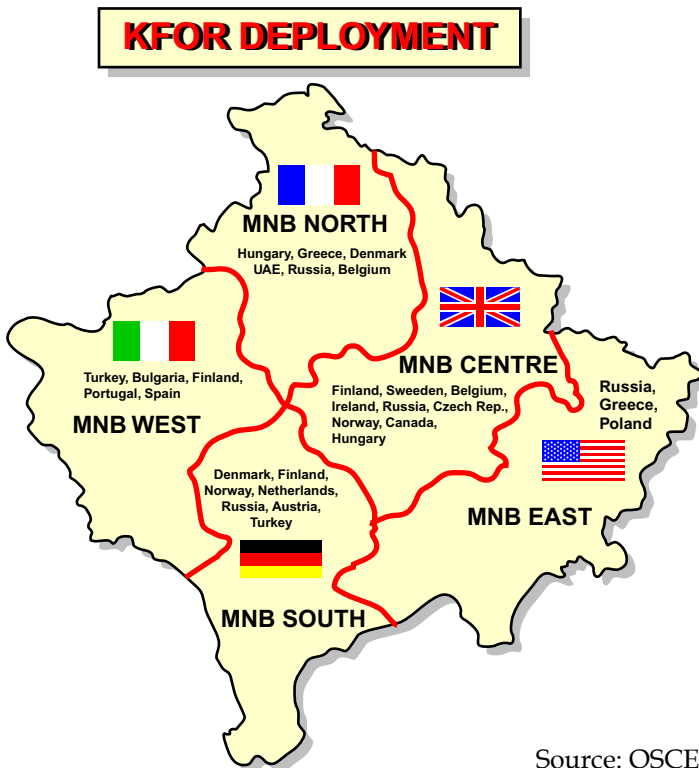 KFOR DEPLOYMENT
MNB NORTH
Hungary, Greece, Denmark
UAE, Russia, Belgium
MNB CENTRE
Finland, Sweeden, Belgium,
Ireland, Russia, Czech Rep.,
Norway, Canada,
Hungary
Turkey, Bulgaria, Finland,
Portugal, Spain
MNB WEST
Russia,
Greece,
Poland
MNB EAST
Denmark, Finland,
Norway, Netherlands,
Russia, Austria,
Turkey
MNB SOUTH
Source: OSCE